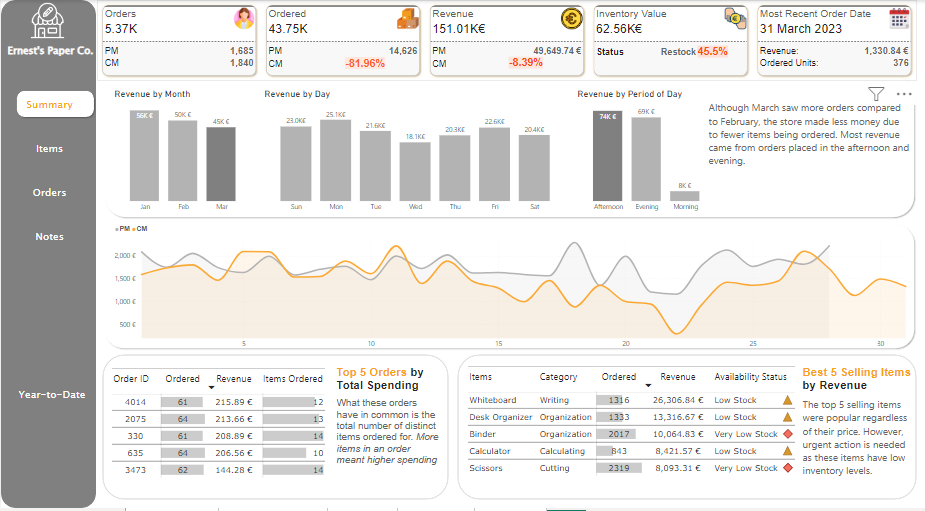 Ernest's Paper Co.
Summary
Items
Orders
Notes
Year-to-Date
Orders
5.37K
PM 1,685
CM 1,840
Ordered
43.75K
PM 14,626
CM -81.96%
Revenue
151.01K€
PM 49,649.74 €
CM -8.39%
Inventory Value
62.56K€
Status Restock 45.5%
Most Recent Order Date
31 March 2023
Revenue: 1,330.84 €
Ordered Units: 376
Revenue by Month
56K € 50K € 45K €
Jan Feb Mar
Revenue by Day
23.0K€ 25.1K€ 21.6K€ 18.1K€ 20.3K€ 22.6K€ 20.4K€
Sun Mon Tue Wed Thu Fri Sat
Revenue by Period of Day
74K € 69K € 8K €
Afternoon Evening Morning
Although March saw more orders compared
to February, the store made less money due
to fewer items being ordered. Most revenue
came from orders placed in the afternoon and
evening.
PM CM
2,000 €
1,500 €
1,000 €
500 €
5 10 15 20 25 30
Order ID Ordered Revenue Items Ordered
4014 61 215.89 € 12
2075 64 213.66 € 13
330 61 208.89 € 14
635 64 206.56 € 10
3473 62 144.28 € 14
Top 5 Orders by
Total Spending
What these orders
have in common is the
total number of distinct
items ordered for. More
items in an order
meant higher spending
Items Category Ordered Revenue Availability Status
Whiteboard Writing 1316 26,306.84 € Low Stock
Desk Organizer Organization 1333 13,316.67 € Low Stock
Binder Organization 2017 10,064.83 € Very Low Stock
Calculator Calculating 843 8,421.57 € Low Stock
Scissors Cutting 2319 8,093.31 € Very Low Stock
Best 5 Selling Items
by Revenue
The top 5 selling items
were popular regardless
of their price. However,
urgent action is needed
as these items have low
inventory levels.